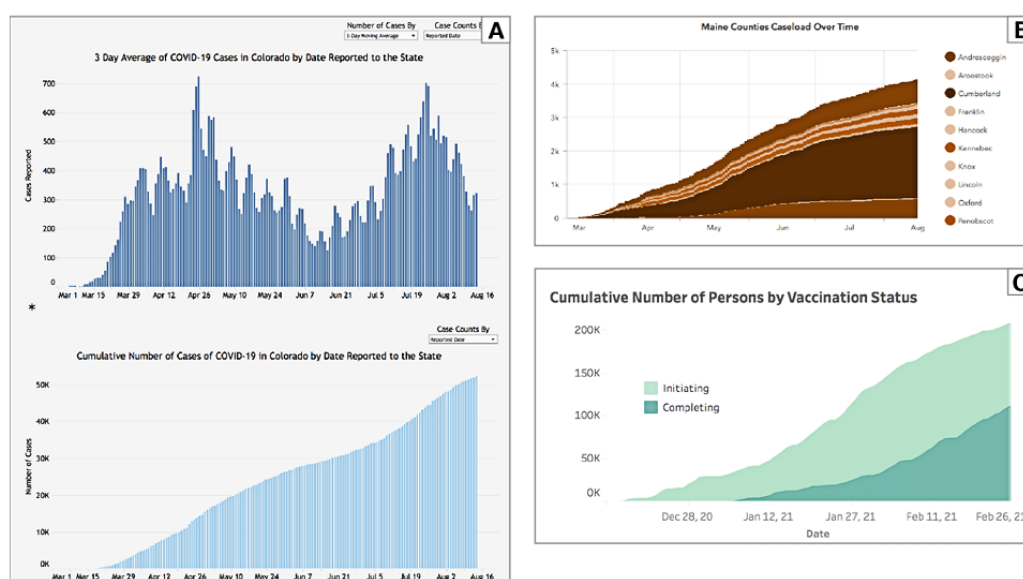 A
Number of Cases By
Case Counts
3-Day Moving Average
Reported Date
3 Day Average of COVID-19 Cases in Colorado by Date Reported to the State
Cases Reported
700
600
500
400
300
200
100
0
Mar 1 Mar 15 Mar 29 Apr 12 Apr 26 May 10 May 24 Jun 7 Jun 21 Jul 5 Jul 19 Aug 2 Aug 16
*
Case Counts By
Reported Date
Cumulative Number of Cases of COVID-19 in Colorado by Date Reported to the State
Number of Cases
50K
40K
30K
20K
10K
0K
Mar 1 Mar 15 Mar 29 Apr 12 Apr 26 May 10 May 24 Jun 7 Jun 21 Jul 5 Jul 19 Aug 2 Aug 16
B
Maine Counties Caseload Over Time
5k
4k
3k
2k
1k
0
Mar Apr May Jun Jul Aug
Androscoggin
Aroostook
Cumberland
Franklin
Hancock
Kennebec
Knox
Lincoln
Oxford
Penobscot
C
Cumulative Number of Persons by Vaccination Status
200K
150K
100K
50K
0K
Initiating
Completing
Dec 28, 20 Jan 12, 21 Jan 27, 21 Feb 11, 21 Feb 26, 21
Date